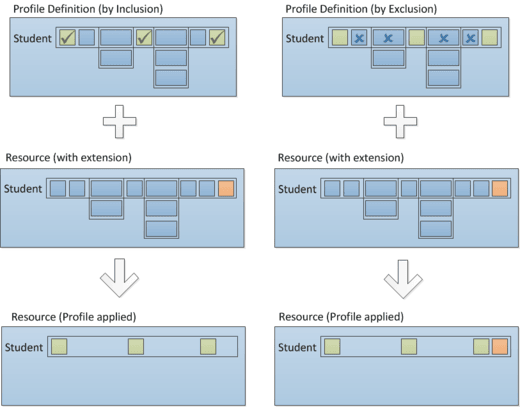 Profile Definition (by Inclusion)
Student
Profile Definition (by Exclusion)
Student
Resource (with extension)
Student
Resource (with extension)
Student
Resource (Profile applied)
Student
Resource (Profile applied)
Student